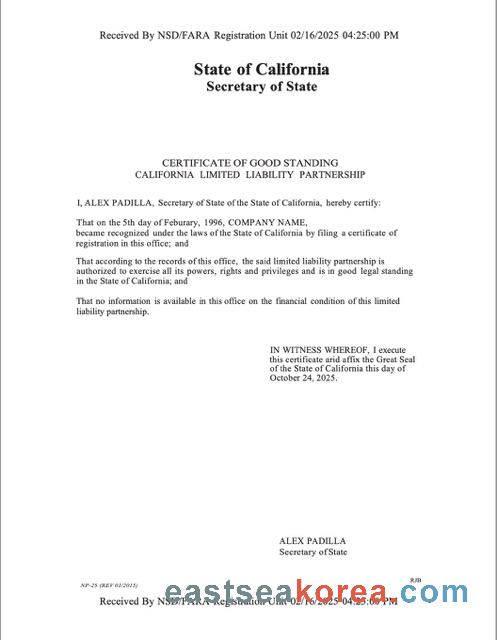 Received By NSD/FARA Registration Unit 02/16/2025 04:25:00 PM
State of California
Secretary of State
CERTIFICATE OF GOOD STANDING
CALIFORNIA LIMITED LIABILITY PARTNERSHIP
I, ALEX PADILLA, Secretary of State of the State of California, hereby certify:
That on the 5th day of Feburary, 1996, COMPANY NAME,
became recognized under the laws of the State of California by filing a certificate of
registration in this office; and
That according to the records of this office, the said limited liability partnership is
authorized to exercise all its powers, rights and privileges and is in good legal standing
in the State of California; and
That no information is available in this office on the financial condition of this limited
liability partnership.
IN WITNESS WHEREOF, I execute
this certificate arid affix the Great Seal
of the State of California this day of
October 24, 2025.
ALEX PADILLA
Secretary of State
NP-25 (REV 01/2015)
RJB
eastseakorea.com
Received By NSD/FARA Registration Unit 02/16/2025 04:25:00 PM